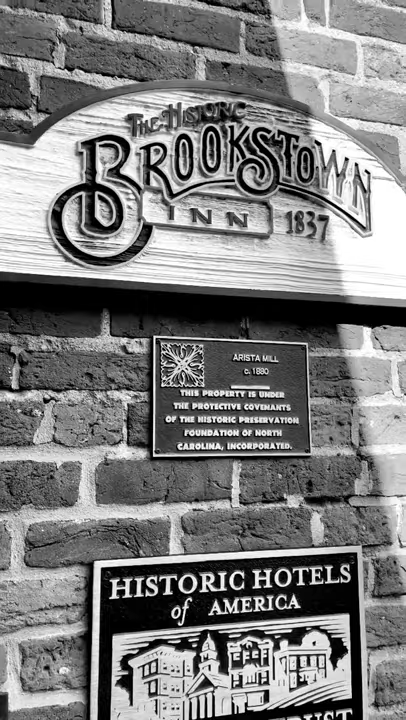 THE HISTORIC
BROOKSTOWN
INN 1837
ARISTA MILL
c. 1880
THIS PROPERTY IS UNDER
THE PROTECTIVE COVENANTS
OF THE HISTORIC PRESERVATION
FOUNDATION OF NORTH
CAROLINA, INCORPORATED.
HISTORIC HOTELS
of AMERICA